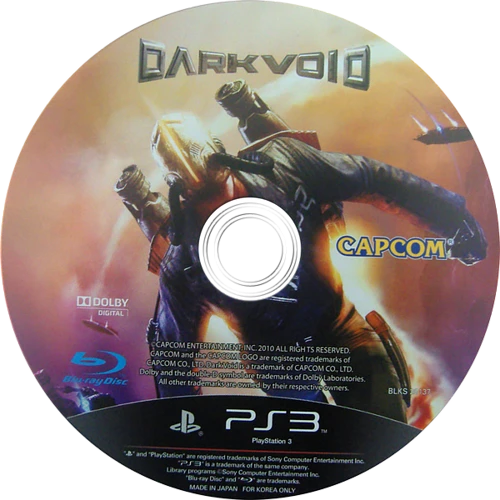 DARKVOID
CAPCOM®
DOLBY
DIGITAL
©CAPCOM ENTERTAINMENT, INC. 2010 ALL RIGHTS RESERVED.
CAPCOM and the CAPCOM LOGO are registered trademarks of
CAPCOM CO., LTD. DarkVoid is a trademark of CAPCOM CO., LTD.
Dolby and the double-D symbol are trademarks of Dolby Laboratories.
All other trademarks are owned by their respective owners.
Blu-ray Disc
BLKS
PS3™
PlayStation 3
and "PlayStation" are registered trademarks of Sony Computer Entertainment Inc.
"PS3" is a trademark of the same company.
Library programs ©Sony Computer Entertainment Inc.
"Blu-ray Disc" and are trademarks.
MADE IN JAPAN FOR KOREA ONLY